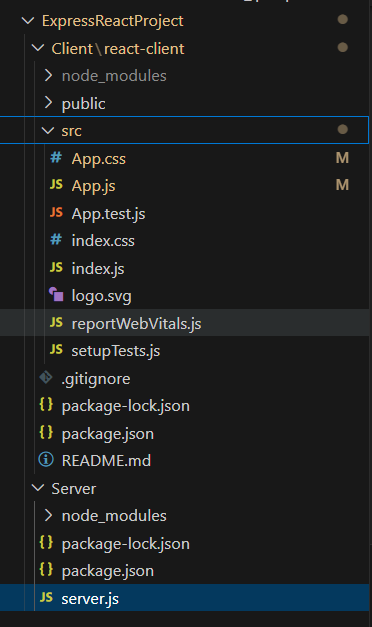 ExpressReactProject
Client\react-client
node_modules
public
src
# App.css M
JS App.js M
JS App.test.js
# index.css
JS index.js
logo.svg
JS reportWebVitals.js
JS setupTests.js
.gitignore
{} package-lock.json
{} package.json
README.md
Server
node_modules
{} package-lock.json
{} package.json
JS server.js